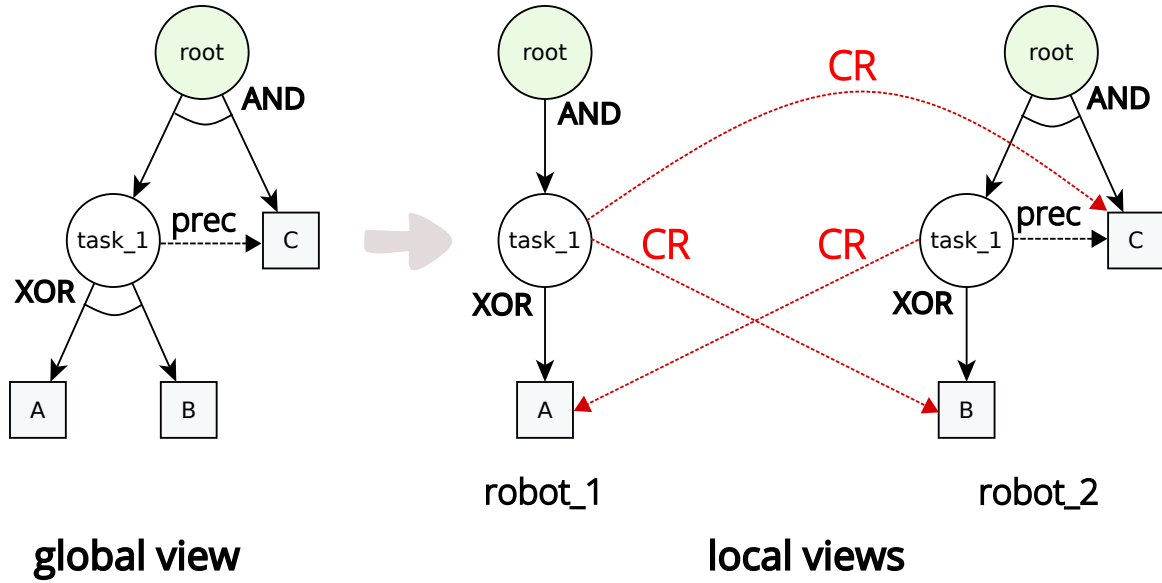 root
AND
task_1
prec
C
XOR
A
B
global view
root
AND
task_1
XOR
A
robot_1
CR
CR
CR
root
AND
task_1
prec
C
XOR
B
robot_2
local views